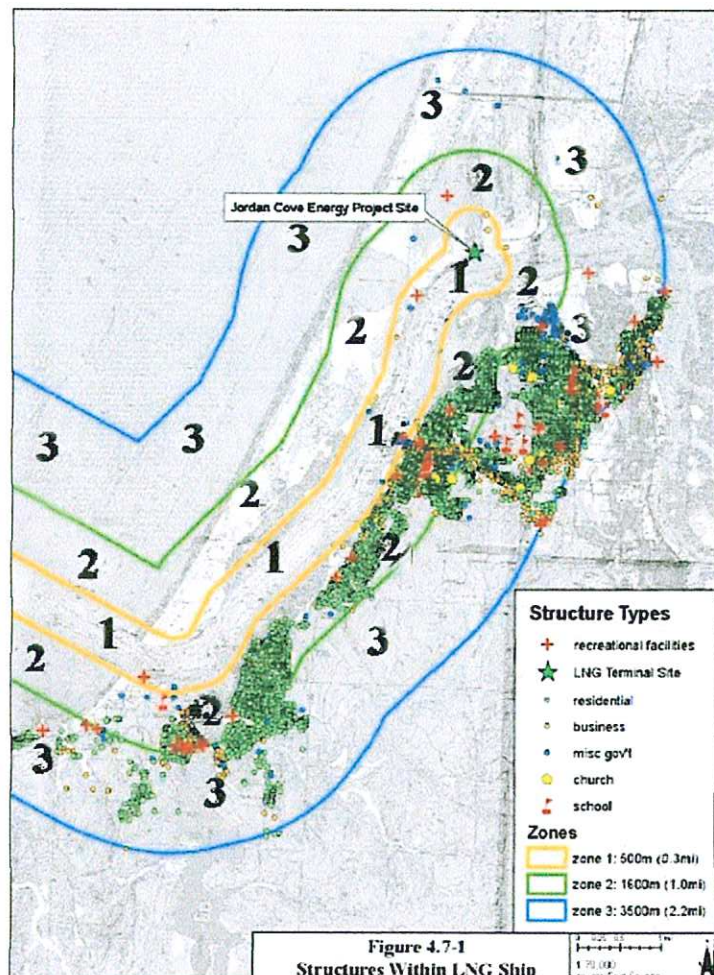 3
3
2
Jordan Cove Energy Project Site
3
1
2
2
3
2
1
3
3
2
2
2
1
3
1
2
2
3
3
Structure Types
recreational facilities
LNG Terminal Site
residential
business
misc gov't
church
school
Zones
zone 1: 500m (0.3mi)
zone 2: 1600m (1.0mi)
zone 3: 3500m (2.2mi)
Figure 4.7-1
Structures Within LNG Ship